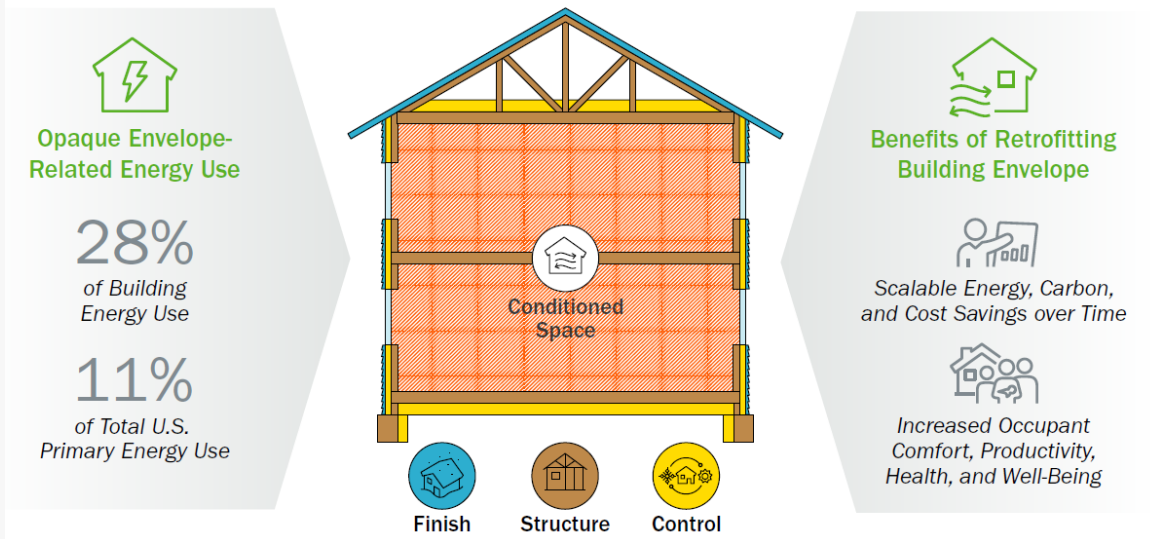 Opaque Envelope-
Related Energy Use
28%
of Building
Energy Use
11%
of Total U.S.
Primary Energy Use
Conditioned
Space
Finish
Structure
Control
Benefits of Retrofitting
Building Envelope
Scalable Energy, Carbon,
and Cost Savings over Time
Increased Occupant
Comfort, Productivity,
Health, and Well-Being